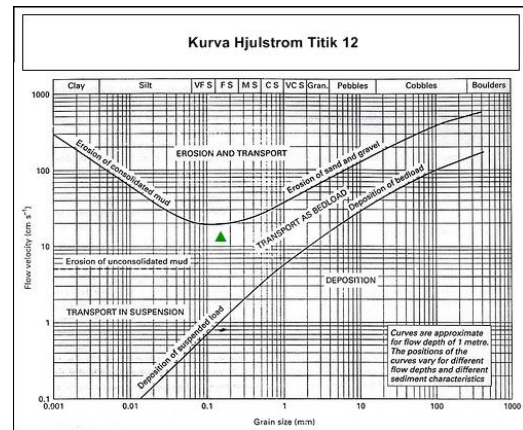 Kurva Hjulstrom Titik 12
Clay Silt VF S F S M S C S VC S Gran. Pebbles Cobbles Boulders
1000
100
10
1
0.1
Flow velocity (cm s⁻¹)
Erosion of consolidated mud
EROSION AND TRANSPORT
Erosion of sand and gravel
TRANSPORT AS BEDLOAD
Deposition of bedload
Erosion of unconsolidated mud
DEPOSITION
TRANSPORT IN SUSPENSION
Deposition of suspended load
Curves are approximate
for flow depth of 1 metre.
The positions of the
curves vary for different
flow depths and different
sediment characteristics
0.001 0.01 0.1 1 10 100 1000
Grain size (mm)